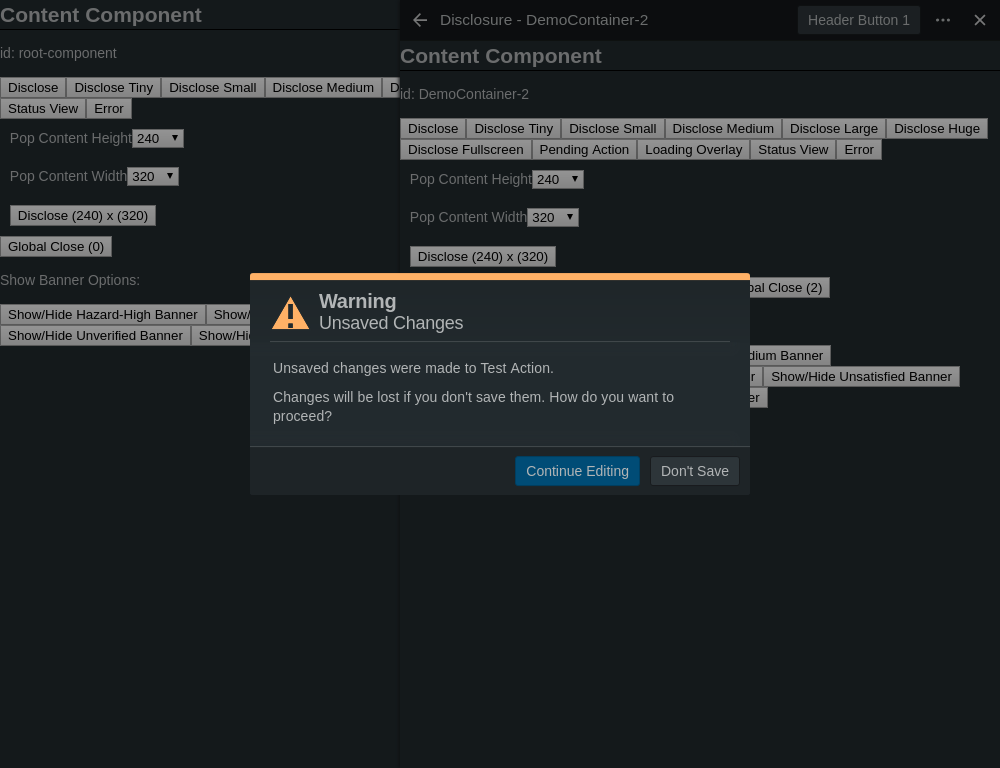 Content Component
id: root-component
Disclose Disclose Tiny Disclose Small Disclose Medium D
Status View Error
Pop Content Height 240
Pop Content Width 320
Disclose (240) x (320)
Global Close (0)
Show Banner Options:
Show/Hide Hazard-High Banner Show/
Show/Hide Unverified Banner Show/Hi
Disclosure - DemoContainer-2 Header Button 1
Content Component
id: DemoContainer-2
Disclose Disclose Tiny Disclose Small Disclose Medium Disclose Large Disclose Huge
Disclose Fullscreen Pending Action Loading Overlay Status View Error
Pop Content Height 240
Pop Content Width 320
Disclose (240) x (320)
bal Close (2)
dium Banner
r Show/Hide Unsatisfied Banner
er
Warning
Unsaved Changes
Unsaved changes were made to Test Action.
Changes will be lost if you don't save them. How do you want to
proceed?
Continue Editing Don't Save